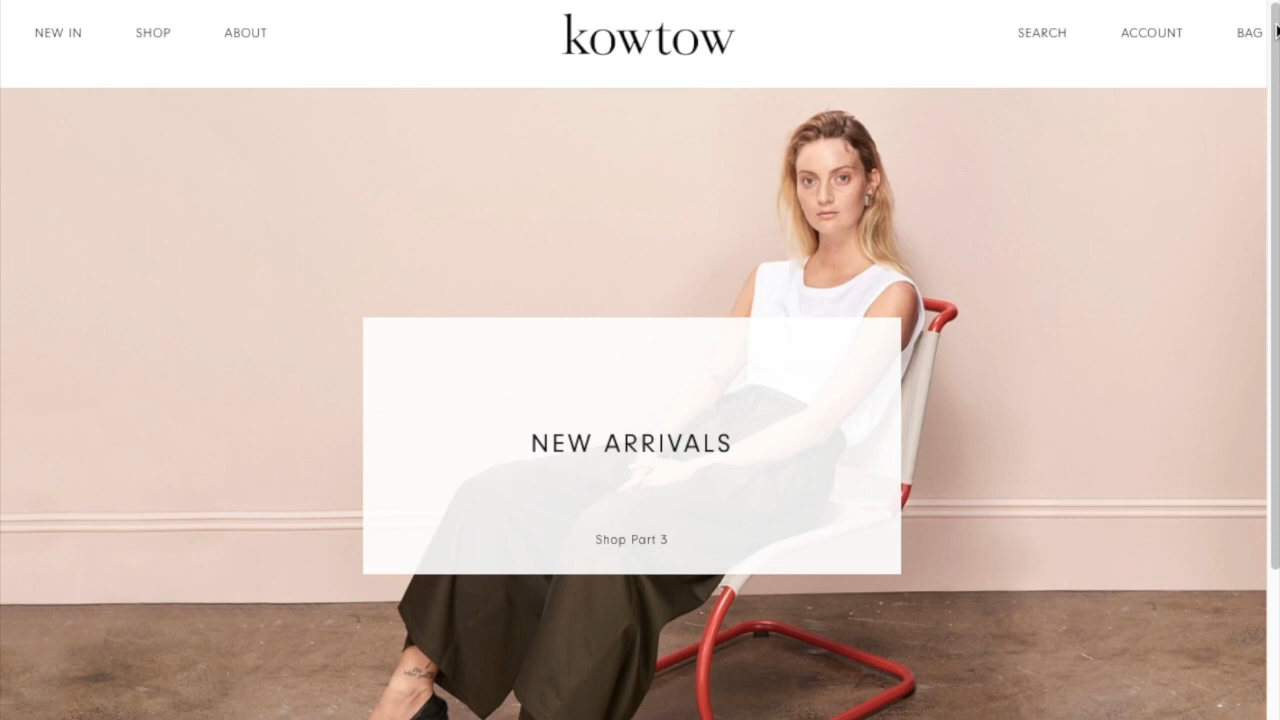 NEW IN
SHOP
ABOUT
kowtow
SEARCH
ACCOUNT
BAG
NEW ARRIVALS
Shop Part 3